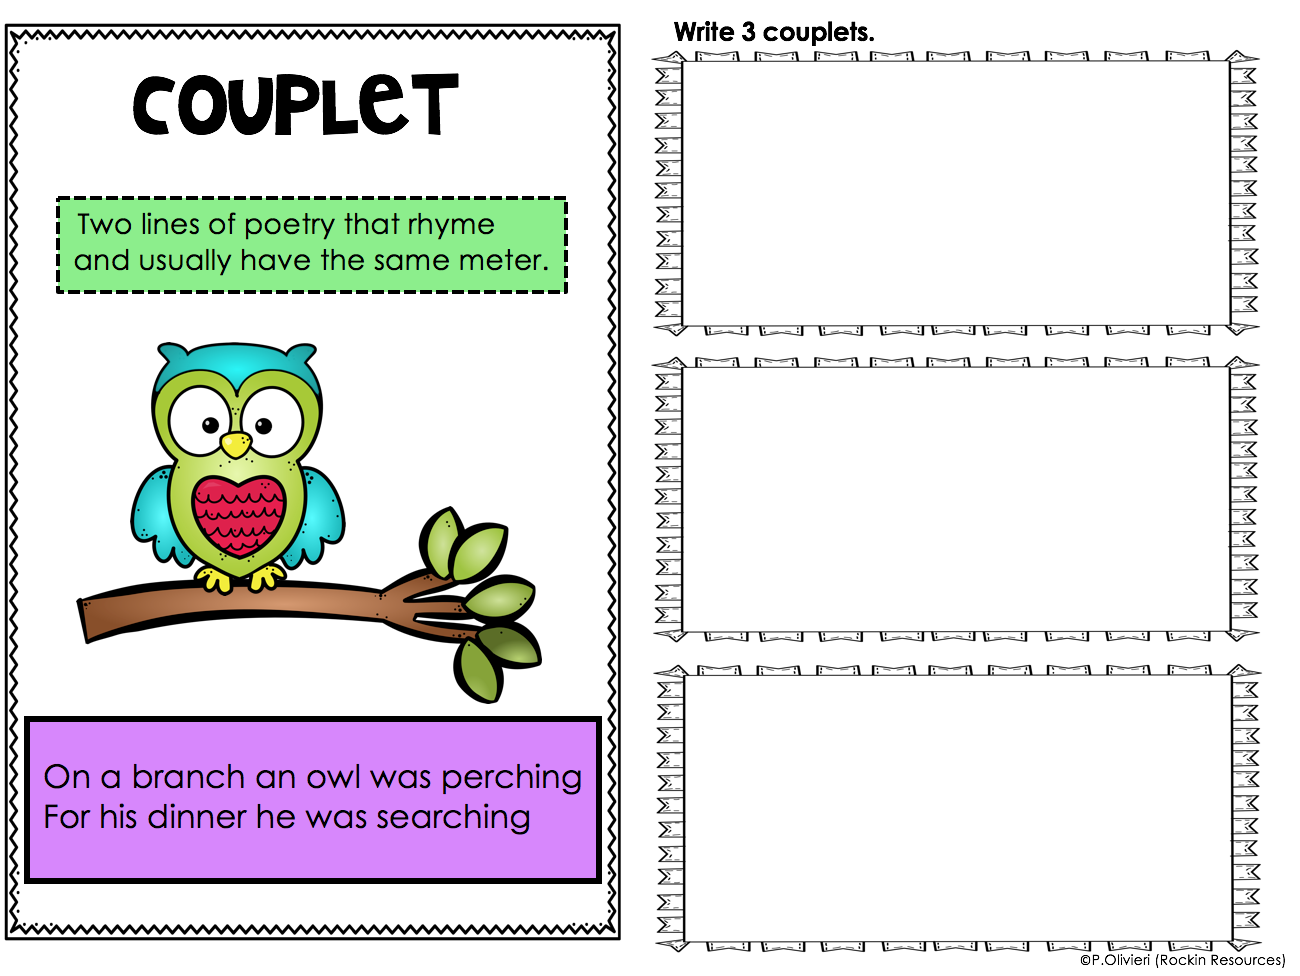 COUPLET
Two lines of poetry that rhyme
and usually have the same meter.
On a branch an owl was perching
For his dinner he was searching
Write 3 couplets.
©P.Olivieri (Rockin Resources)